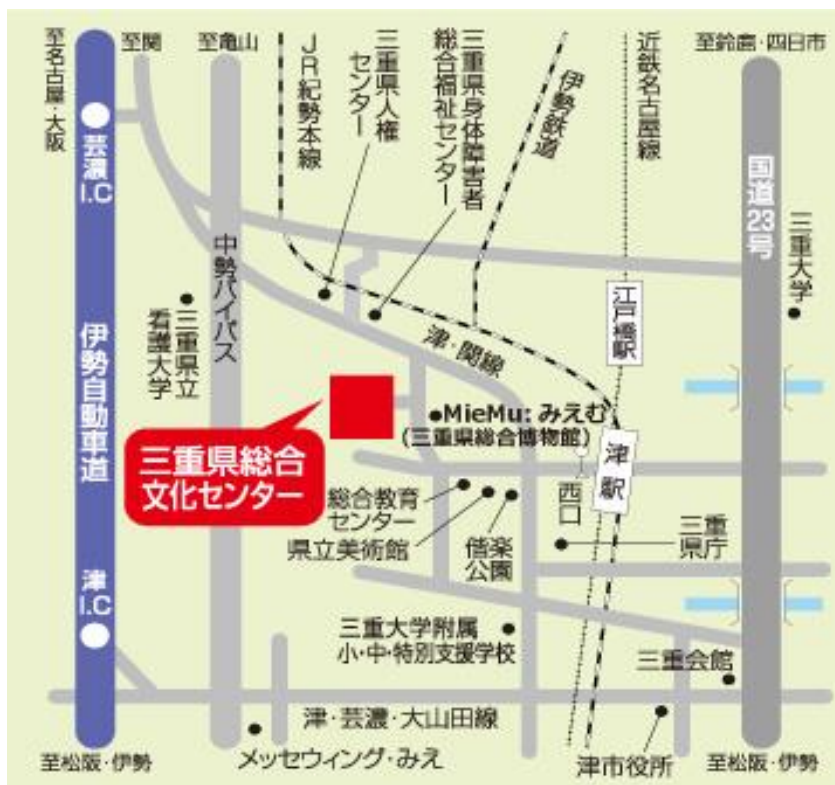 至名古屋・大阪
至関
至亀山
JR紀勢本線
三重県人権
センター
三重県身体障害者
総合福祉センター
伊勢鉄道
近鉄名古屋線
至鈴鹿・四日市
芸濃
I.C
伊勢自動車道
津
I.C
中勢バイパス
三重県立
看護大学
国道23号
三重大学
江戸橋駅
津・関線
MieMu: みえむ
(三重県総合博物館)
三重県総合
文化センター
津駅
西口
総合教育
センター
県立美術館
偕楽
公園
三重
県庁
三重大学附属
小・中・特別支援学校
三重会館
津・芸濃・大山田線
メッセウィング・みえ
津市役所
至松阪・伊勢
至松阪・伊勢